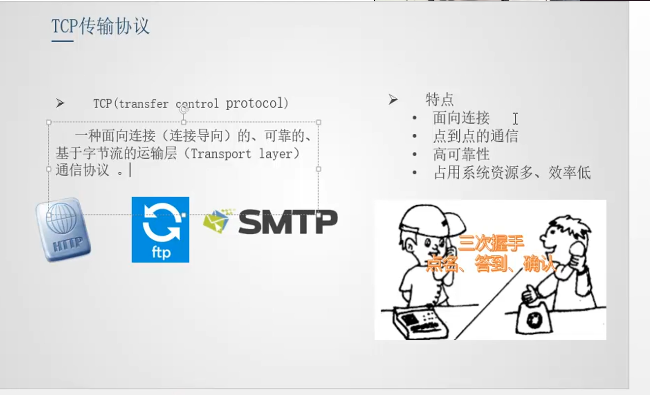 TCP传输协议
TCP(transfer control protocol)
一种面向连接（连接导向）的、可靠的、
基于字节流的运输层（Transport layer）
通信协议 。
HTTP
ftp
SMTP
特点
面向连接
点到点的通信
高可靠性
占用系统资源多、效率低
三次握手
点名、答到、确认